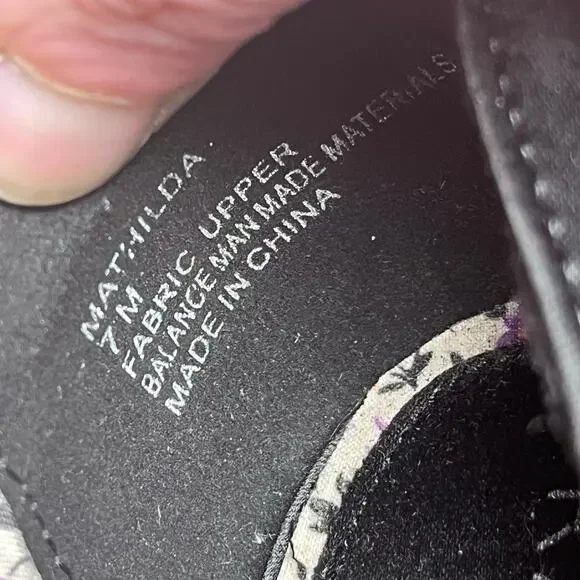 MATHILDA
7 M
FABRIC UPPER
BALANCE MAN MADE MATERIALS
MADE IN CHINA